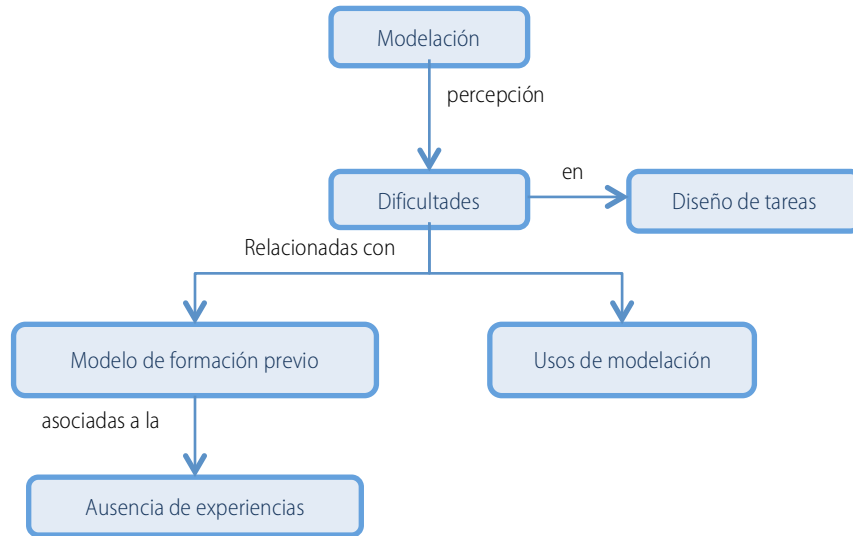 Modelación
percepción
en
Dificultades
Diseño de tareas
Relacionadas con
Modelo de formación previo
Usos de modelación
asociadas a la
Ausencia de experiencias